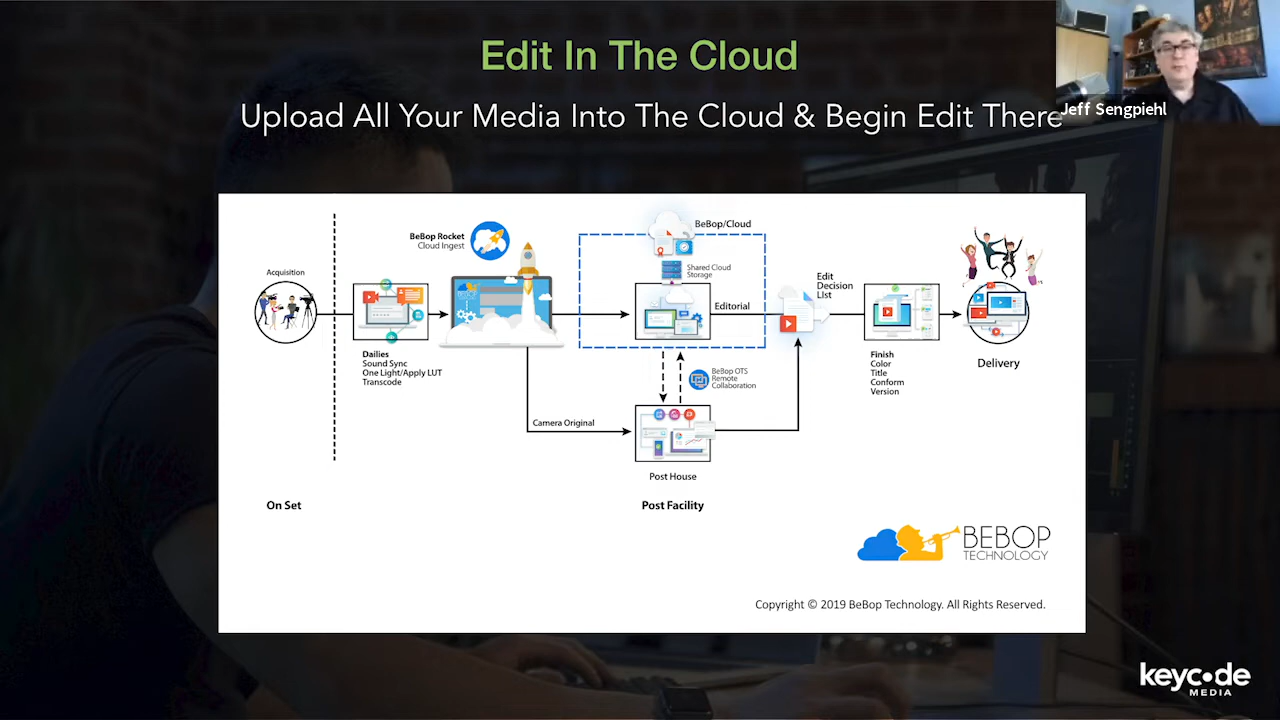 Edit In The Cloud
Upload All Your Media Into The Cloud & Begin Edit There
Jeff Sengpiehl
BeBop Rocket
Cloud Ingest
BeBop/Cloud
Shared Cloud
Storage
Acquisition
Edit
Decision
LIst
Editorial
Dailies
Sound Sync
One Light/Apply LUT
Transcode
BeBop OTS
Remote
Collaboration
Finish
Color
Title
Conform
Version
Delivery
Camera Original
Post House
On Set
Post Facility
BEBOP
TECHNOLOGY
Copyright © 2019 BeBop Technology. All Rights Reserved.
keycode
MEDIA